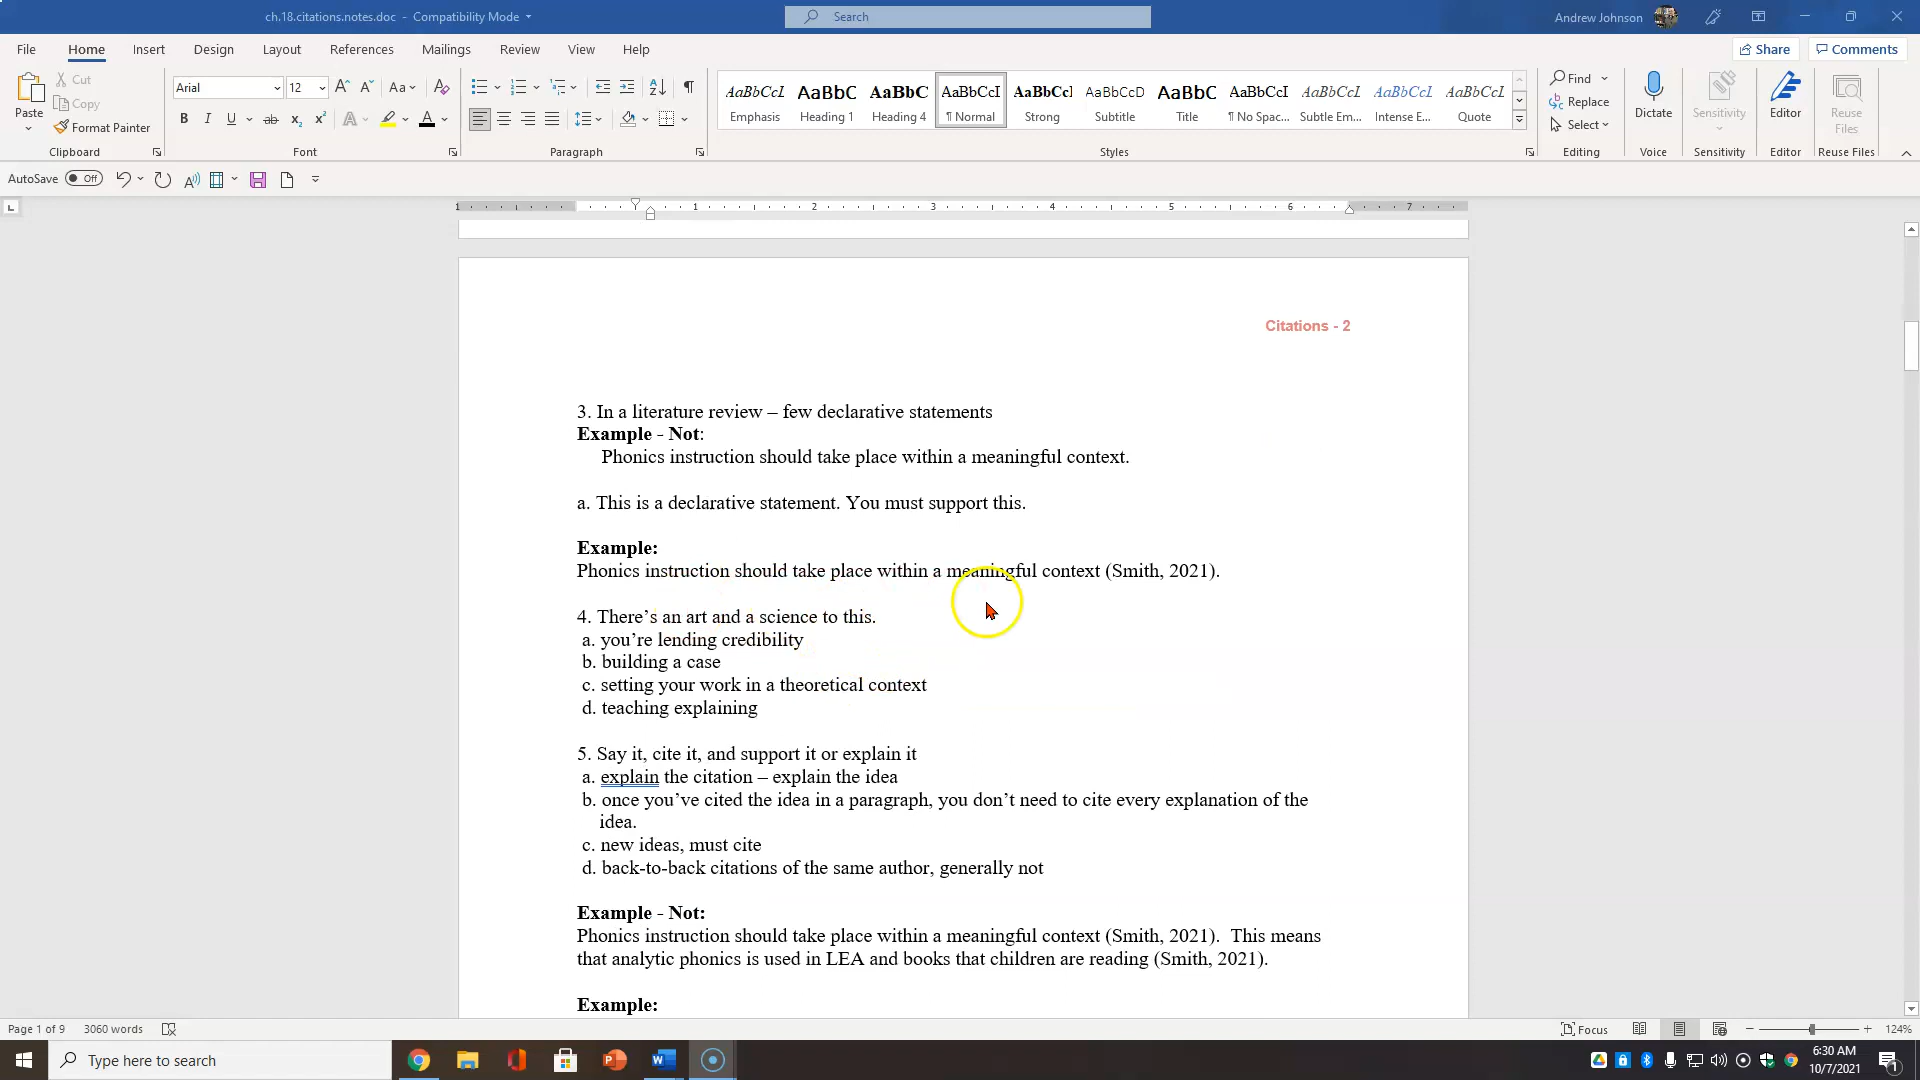 ch.18.citations.notes.doc - Compatibility Mode
Search
Andrew Johnson
File Home Insert Design Layout References Mailings Review View Help
Share Comments
Paste
Cut
Copy
Format Painter
Clipboard
Arial 12
Font
Paragraph
AaBbCcI AaBbC AaBbC AaBbCcI AaBbCcI AaBbCcD AaBbC AaBbCcI AaBbCcI AaBbCcI AaBbCcI
Emphasis Heading 1 Heading 4 ¶ Normal Strong Subtitle Title ¶ No Spac... Subtle Em... Intense E... Quote
Styles
Find
Replace
Select
Editing
Dictate
Voice
Sensitivity
Sensitivity
Editor
Editor
Reuse
Files
Reuse Files
AutoSave Off
1 1 2 3 4 5 6 7
Citations - 2
3. In a literature review – few declarative statements
Example - Not:
Phonics instruction should take place within a meaningful context.
a. This is a declarative statement. You must support this.
Example:
Phonics instruction should take place within a meaningful context (Smith, 2021).
4. There’s an art and a science to this.
a. you’re lending credibility
b. building a case
c. setting your work in a theoretical context
d. teaching explaining
5. Say it, cite it, and support it or explain it
a. explain the citation – explain the idea
b. once you’ve cited the idea in a paragraph, you don’t need to cite every explanation of the
idea.
c. new ideas, must cite
d. back-to-back citations of the same author, generally not
Example - Not:
Phonics instruction should take place within a meaningful context (Smith, 2021).  This means
that analytic phonics is used in LEA and books that children are reading (Smith, 2021).
Example:
Page 1 of 9 3060 words
Focus
124%
Type here to search
6:30 AM
10/7/2021
1